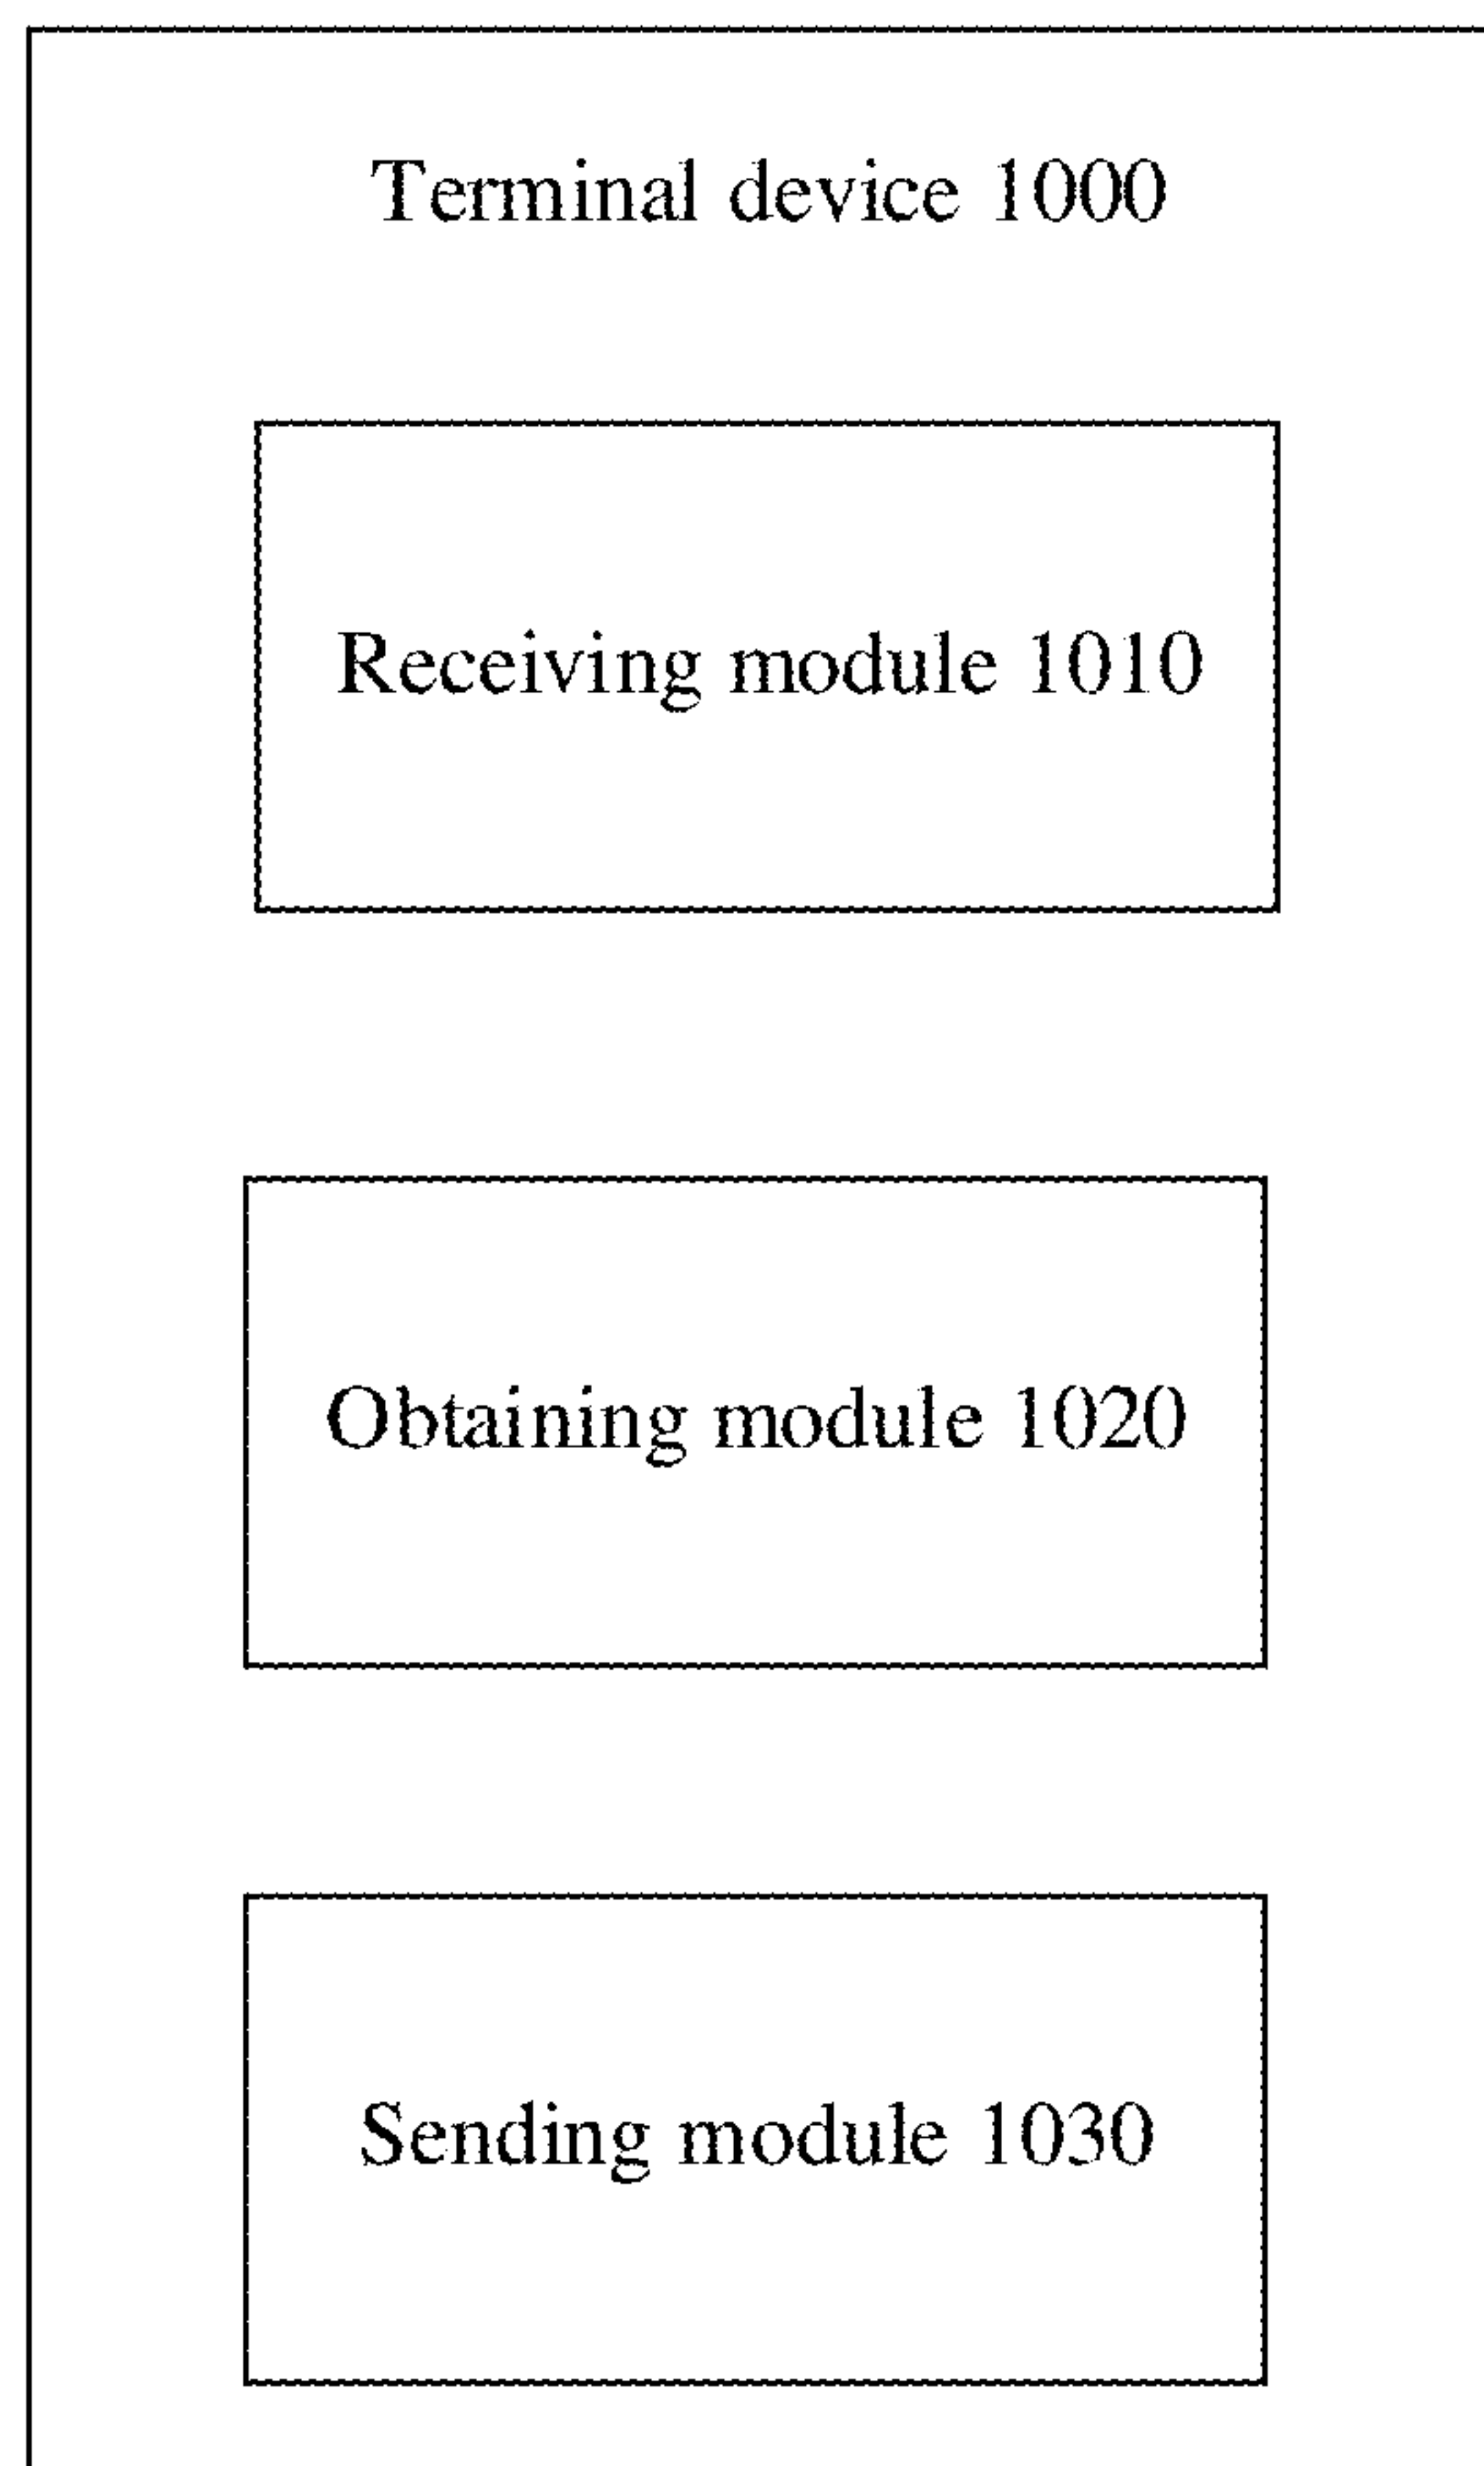 Terminal device 1000
Receiving module 1010
Obtaining module 1020
Sending module 1030